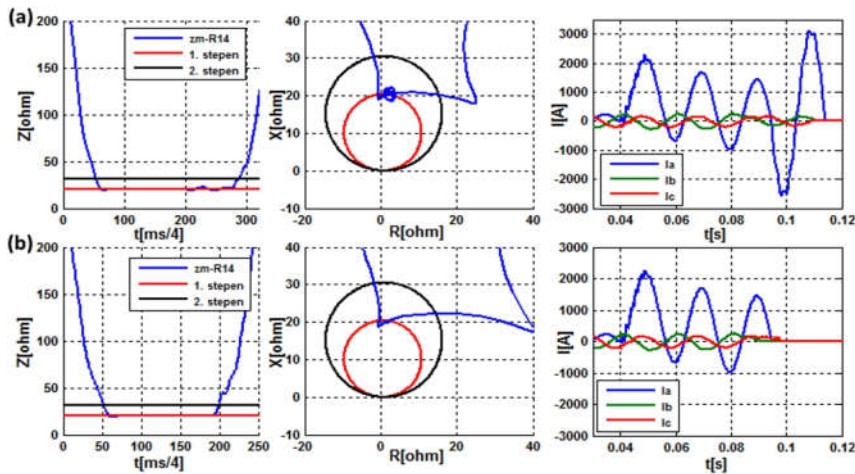 (a)
200
150
100
50
0
Z[ohm]
zm-R14
1. stepen
2. stepen
0 100 200 300
t[ms/4]
40
30
20
10
0
-10
X[ohm]
-20 0 20 40
R[ohm]
3000
2000
1000
0
-1000
-2000
-3000
I[A]
Ia
Ib
Ic
0.04 0.06 0.08 0.1 0.12
t[s]
(b)
200
150
100
50
0
Z[ohm]
zm-R14
1. stepen
2. stepen
0 50 100 150 200 250
t[ms/4]
40
30
20
10
0
-10
X[ohm]
-20 0 20 40
R[ohm]
3000
2000
1000
0
-1000
-2000
-3000
I[A]
Ia
Ib
Ic
0.04 0.06 0.08 0.1 0.12
t[s]